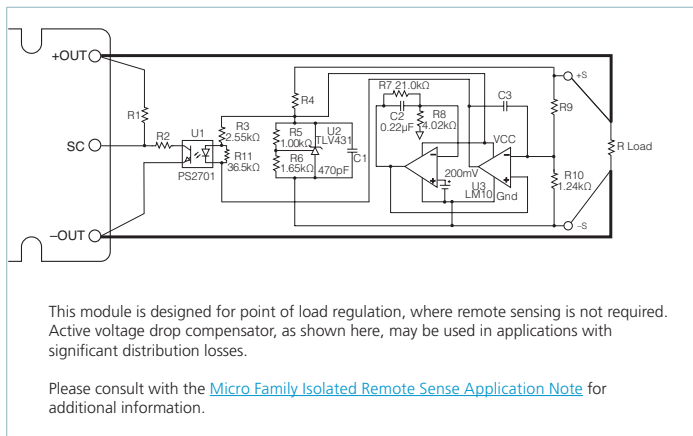 +OUT
R1
SC
R2
U1
PS2701
–OUT
R3
2.55kΩ
R11
36.5kΩ
R4
R5
1.00kΩ
R6
1.65kΩ
U2
TLV431
470pF
C1
R7 21.0kΩ
C2
0.22µF
R8
4.02kΩ
200mV
VCC
U3
LM10
Gnd
C3
R9
R10
1.24kΩ
+S
–S
R Load
This module is designed for point of load regulation, where remote sensing is not required.
Active voltage drop compensator, as shown here, may be used in applications with
significant distribution losses.
Please consult with the Micro Family Isolated Remote Sense Application Note for
additional information.